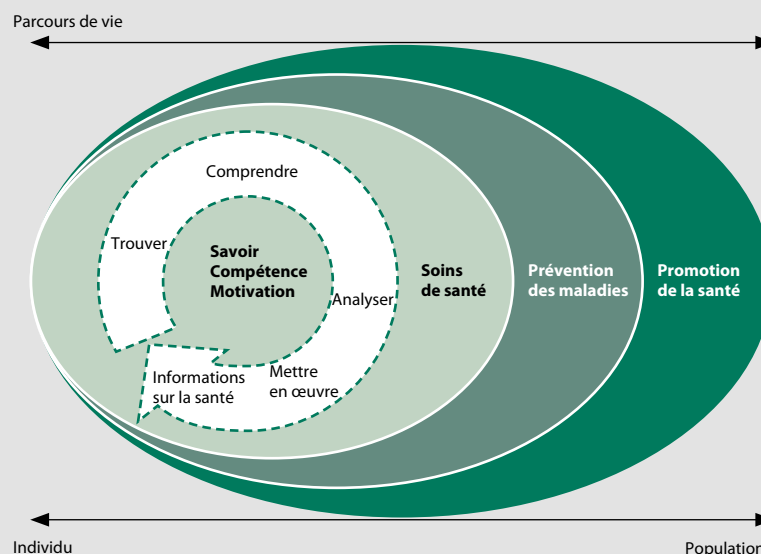 Parcours de vie
Comprendre
Trouver
Savoir
Compétence
Motivation
Analyser
Soins
de santé
Prévention
des maladies
Promotion
de la santé
Informations
sur la santé
Mettre
en œuvre
Individu
Population